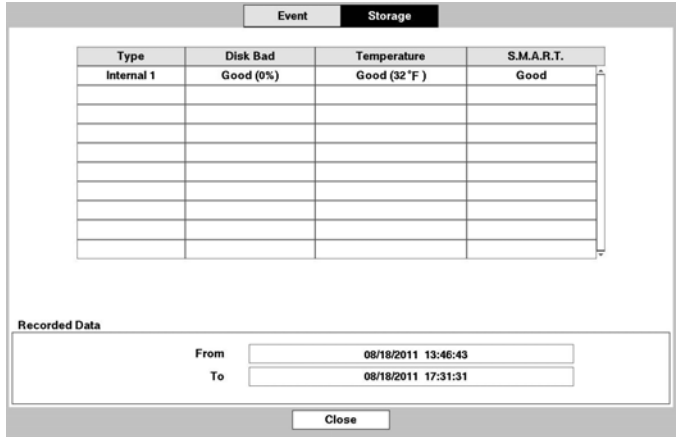 Event Storage
Type Disk Bad Temperature S.M.A.R.T.
Internal 1 Good (0%) Good (32˚F ) Good
Recorded Data
From 08/18/2011 13:46:43
To 08/18/2011 17:31:31
Close